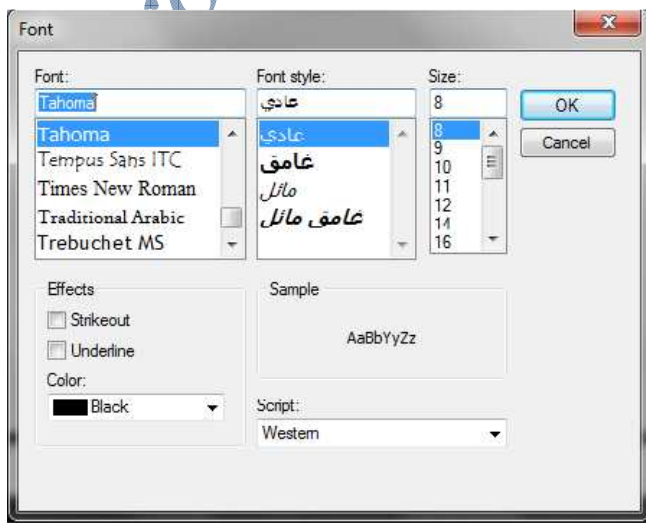 Font
Font:
Font style:
Size:
Tahoma
عادي
8
OK
Cancel
Tahoma
Tempus Sans ITC
Times New Roman
Traditional Arabic
Trebuchet MS
عادي
غامق
مائل
غامق مائل
8
9
10
11
12
14
16
Effects
Strikeout
Underline
Color:
Black
Sample
AaBbYyZz
Script:
Western